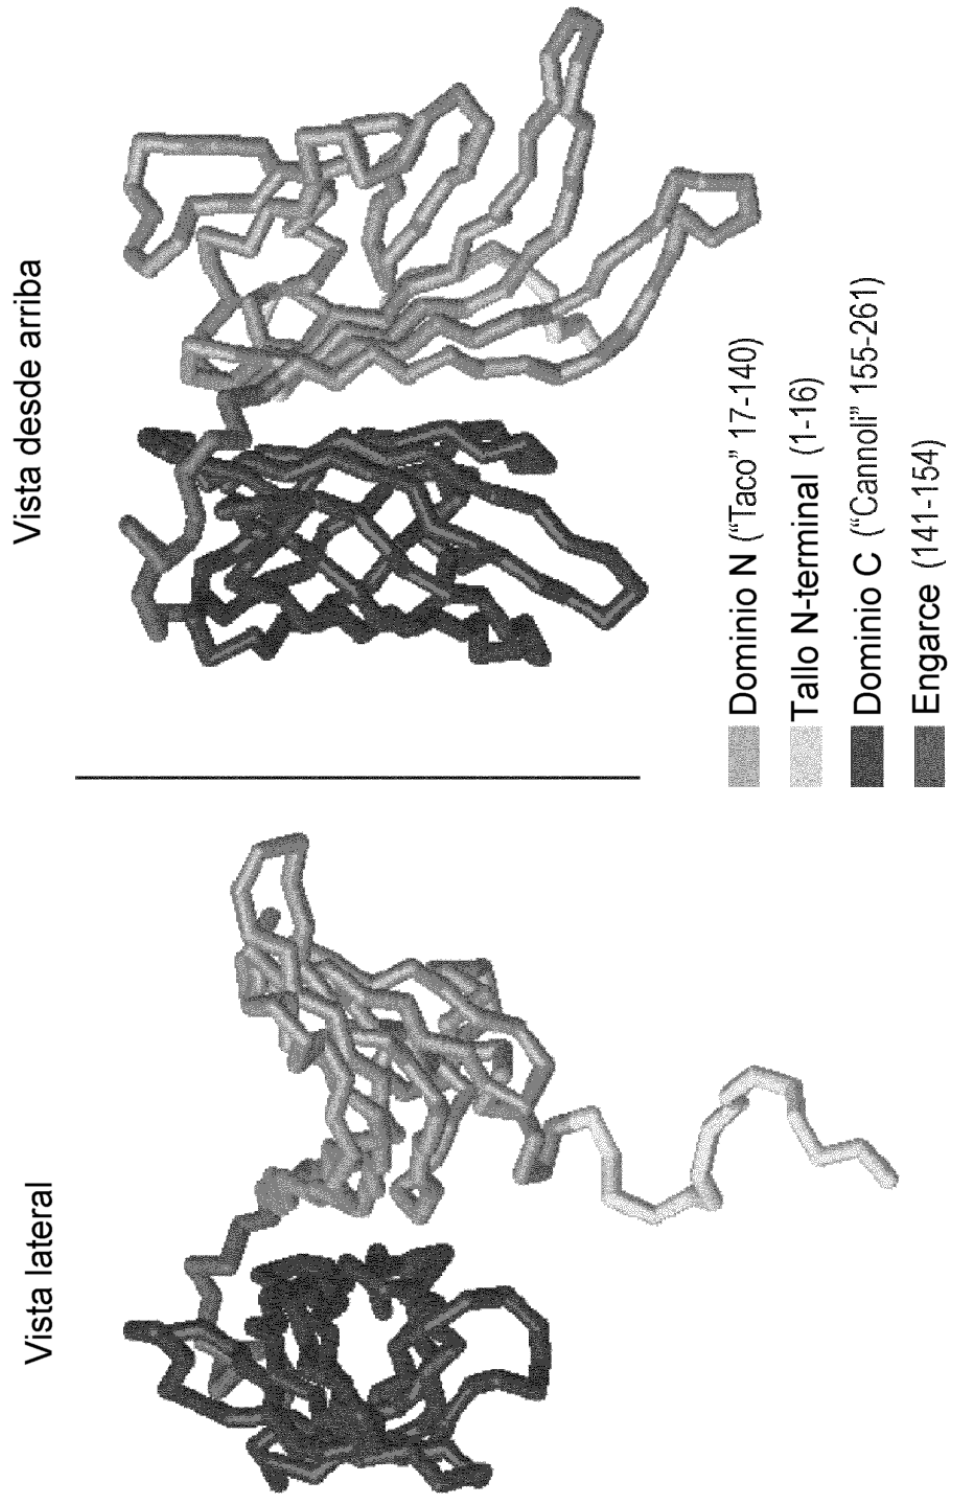 Vista lateral
Vista desde arriba
Dominio N (“Taco” 17-140)
Tallo N-terminal (1-16)
Dominio C (“Cannoli” 155-261)
Engarce (141-154)